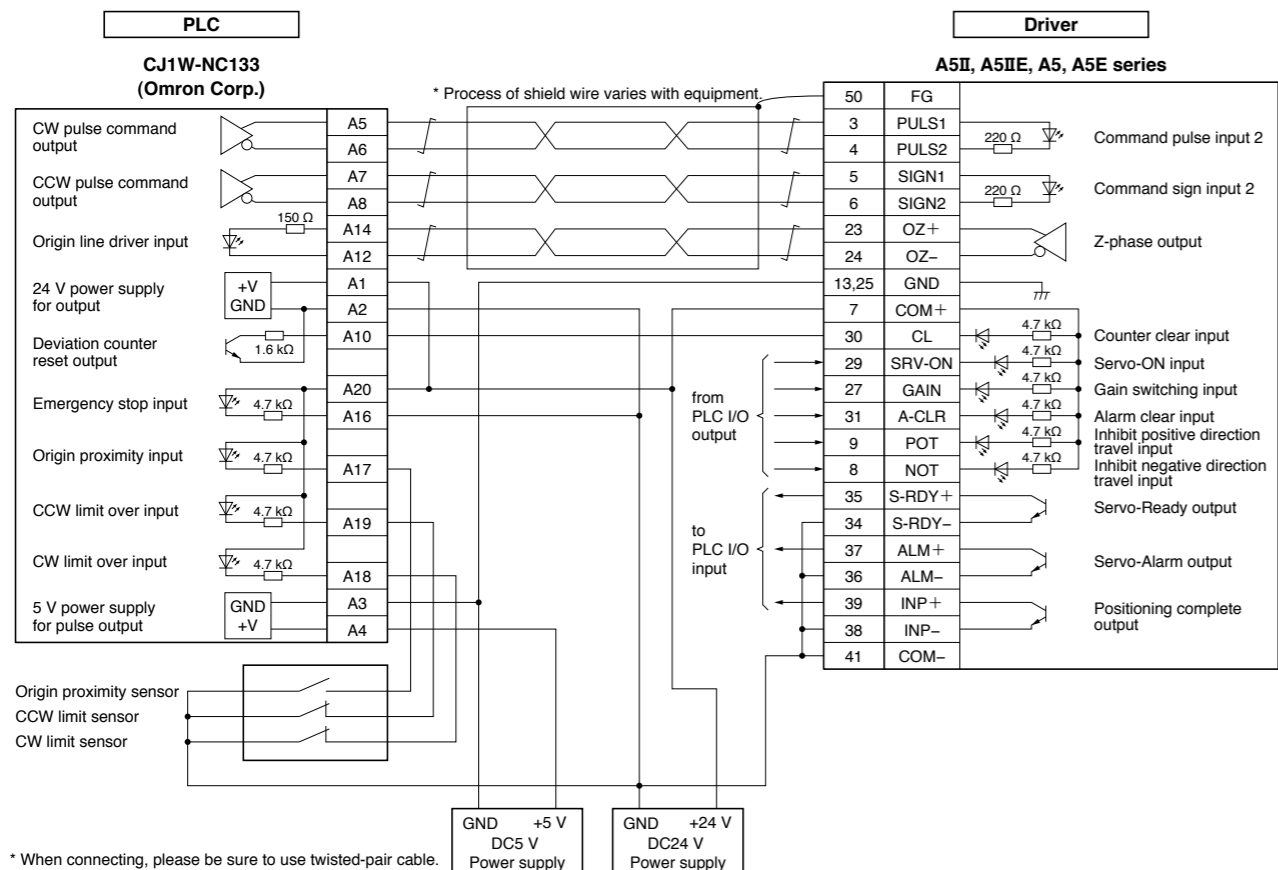 PLC
Driver
CJ1W-NC133
(Omron Corp.)
A5II, A5IIE, A5, A5E series
* Process of shield wire varies with equipment.
CW pulse command
output
CCW pulse command
output
150 Ω
Origin line driver input
24 V power supply
for output
+V
GND
Deviation counter
reset output
1.6 kΩ
Emergency stop input
4.7 kΩ
Origin proximity input
4.7 kΩ
CCW limit over input
4.7 kΩ
CW limit over input
4.7 kΩ
5 V power supply
for pulse output
GND
+V
A5
A6
A7
A8
A14
A12
A1
A2
A10
A20
A16
A17
A19
A18
A3
A4
from
PLC I/O
output
to
PLC I/O
input
50 FG
3 PULS1
4 PULS2
5 SIGN1
6 SIGN2
23 OZ+
24 OZ−
13,25 GND
7 COM+
30 CL
29 SRV-ON
27 GAIN
31 A-CLR
9 POT
8 NOT
35 S-RDY+
34 S-RDY−
37 ALM+
36 ALM−
39 INP+
38 INP−
41 COM−
220 Ω
Command pulse input 2
220 Ω
Command sign input 2
Z-phase output
4.7 kΩ
Counter clear input
4.7 kΩ
Servo-ON input
4.7 kΩ
Gain switching input
4.7 kΩ
Alarm clear input
4.7 kΩ
Inhibit positive direction
travel input
4.7 kΩ
Inhibit negative direction
travel input
Servo-Ready output
Servo-Alarm output
Positioning complete
output
Origin proximity sensor
CCW limit sensor
CW limit sensor
GND +5 V
DC5 V
Power supply
GND +24 V
DC24 V
Power supply
* When connecting, please be sure to use twisted-pair cable.